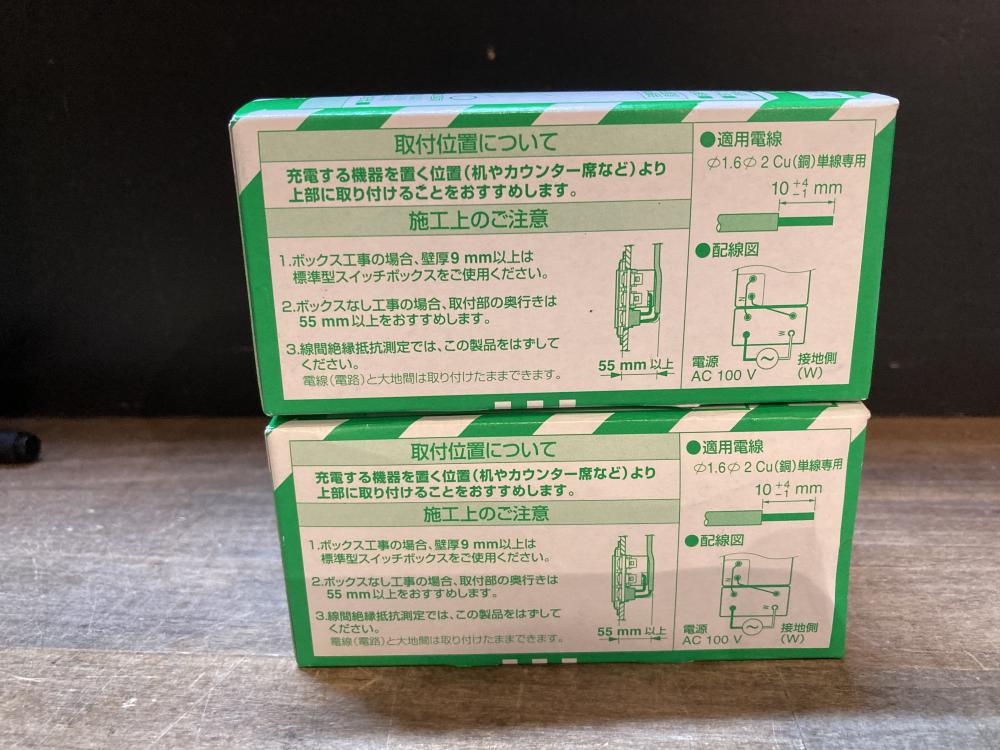 取付位置について
充電する機器を置く位置(机やカウンター席など)より
上部に取り付けることをおすすめします。
施工上のご注意
1.ボックス工事の場合、壁厚9 mm以上は
標準型スイッチボックスをご使用ください。
2.ボックスなし工事の場合、取付部の奥行きは
55 mm以上をおすすめします。
3.線間絶縁抵抗測定では、この製品をはずして
ください。
電線(電路)と大地間は取り付けたままできます。
55 mm 以上
●適用電線
φ1.6φ2 Cu(銅)単線専用
10 +4 -1 mm
●配線図
W
W
電源
AC 100 V
接地側
(W)
取付位置について
充電する機器を置く位置(机やカウンター席など)より
上部に取り付けることをおすすめします。
施工上のご注意
1.ボックス工事の場合、壁厚9 mm以上は
標準型スイッチボックスをご使用ください。
2.ボックスなし工事の場合、取付部の奥行きは
55 mm以上をおすすめします。
3.線間絶縁抵抗測定では、この製品をはずして
ください。
電線(電路)と大地間は取り付けたままできます。
55 mm 以上
●適用電線
φ1.6φ2 Cu(銅)単線専用
10 +4 -1 mm
●配線図
W
W
電源
AC 100 V
接地側
(W)